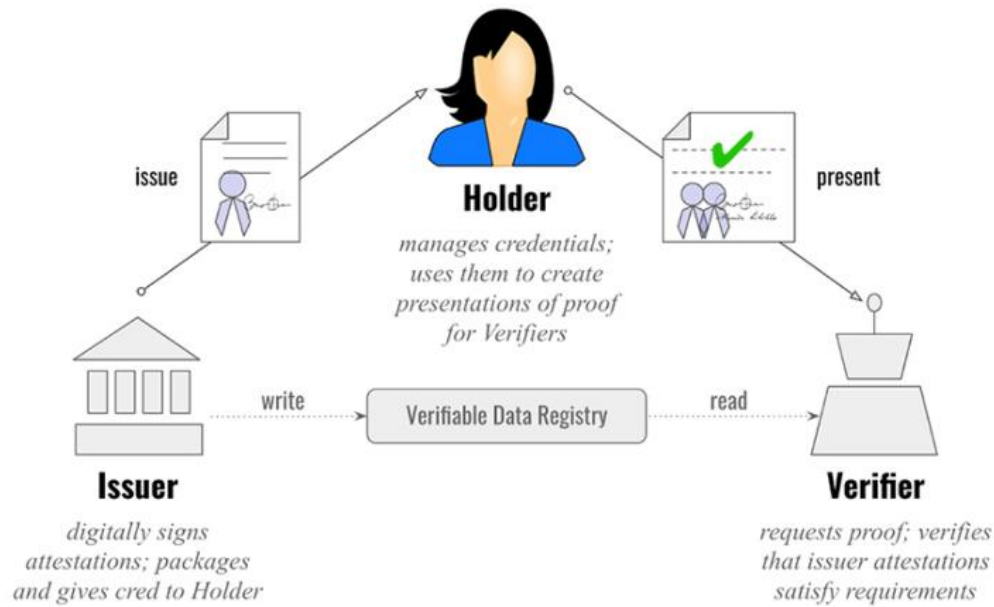 issue
present
Holder
manages credentials;
uses them to create
presentations of proof
for Verifiers
write
Verifiable Data Registry
read
Issuer
digitally signs
attestations; packages
and gives cred to Holder
Verifier
requests proof; verifies
that issuer attestations
satisfy requirements